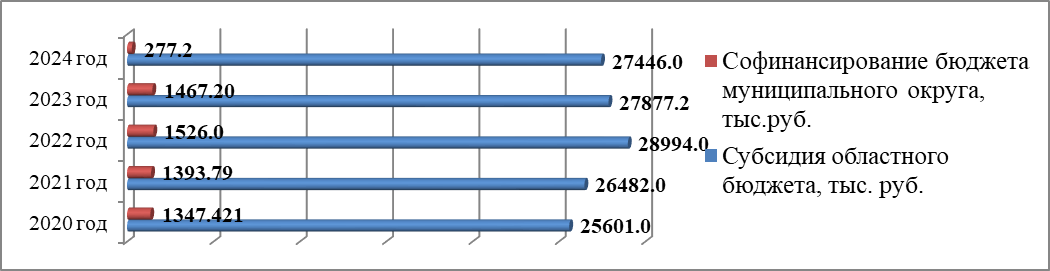 2024 год
277.2
27446.0
2023 год
1467.20
27877.2
2022 год
1526.0
28994.0
2021 год
1393.79
26482.0
2020 год
1347.421
25601.0
Софинансирование бюджета
муниципального округа,
тыс.руб.
Субсидия областного
бюджета, тыс. руб.